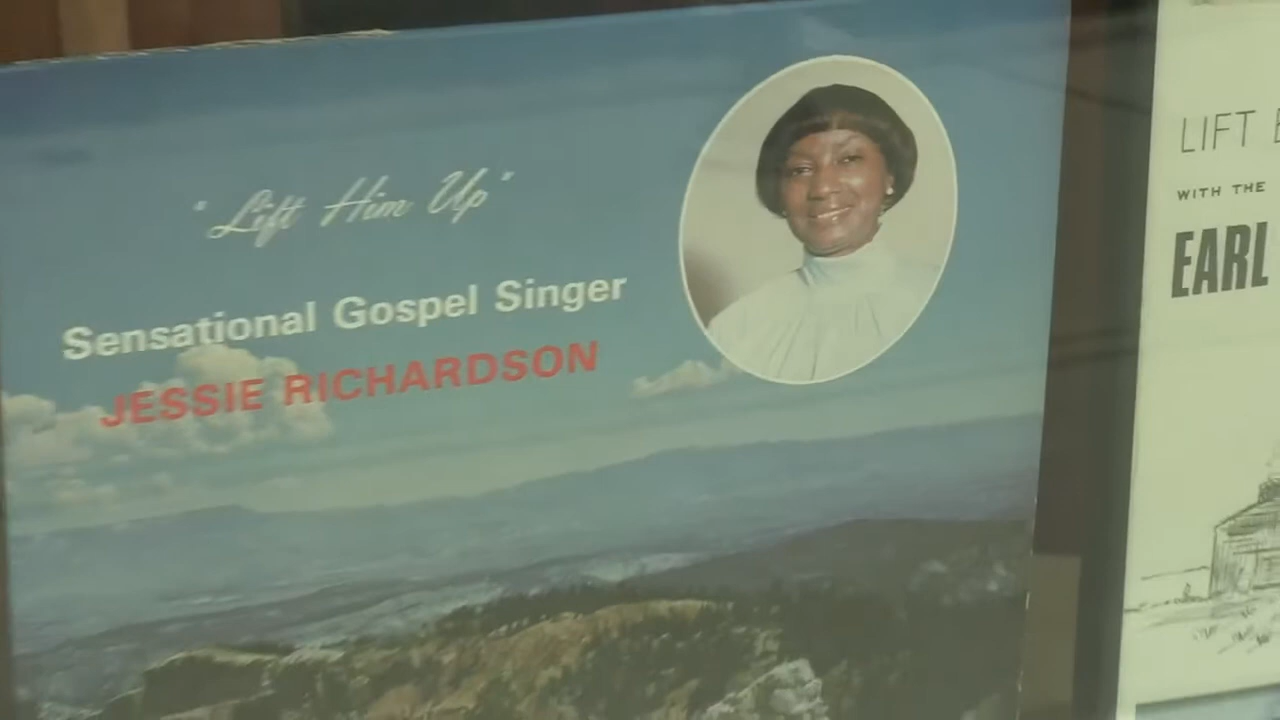 "Lift Him Up"
Sensational Gospel Singer
JESSIE RICHARDSON
LIFT
WITH THE
EARL